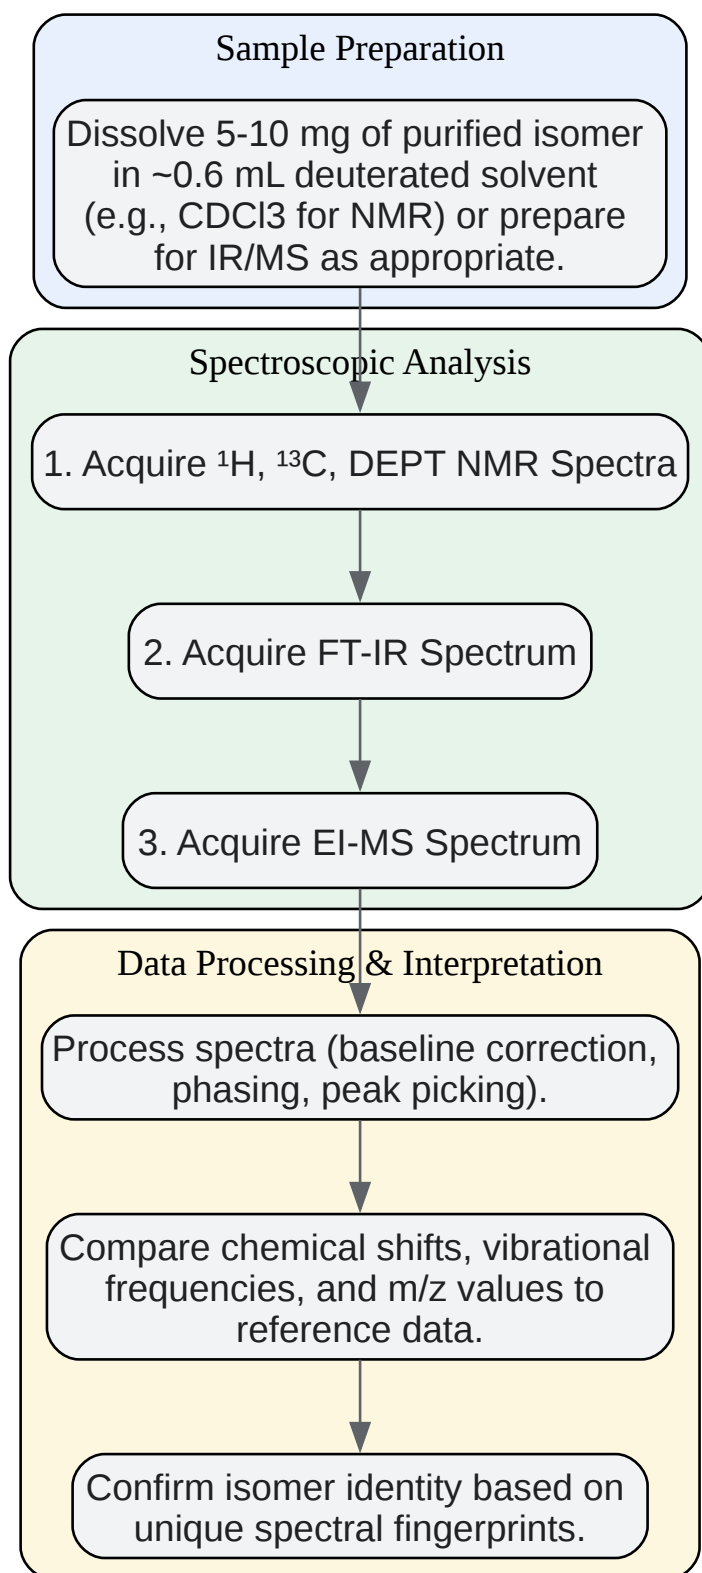 Sample Preparation
Dissolve 5-10 mg of purified isomer
in ~0.6 mL deuterated solvent
(e.g., CDCl3 for NMR) or prepare
for IR/MS as appropriate.
Spectroscopic Analysis
1. Acquire ¹H, ¹³C, DEPT NMR Spectra
2. Acquire FT-IR Spectrum
3. Acquire EI-MS Spectrum
Data Processing & Interpretation
Process spectra (baseline correction,
phasing, peak picking).
Compare chemical shifts, vibrational
frequencies, and m/z values to
reference data.
Confirm isomer identity based on
unique spectral fingerprints.